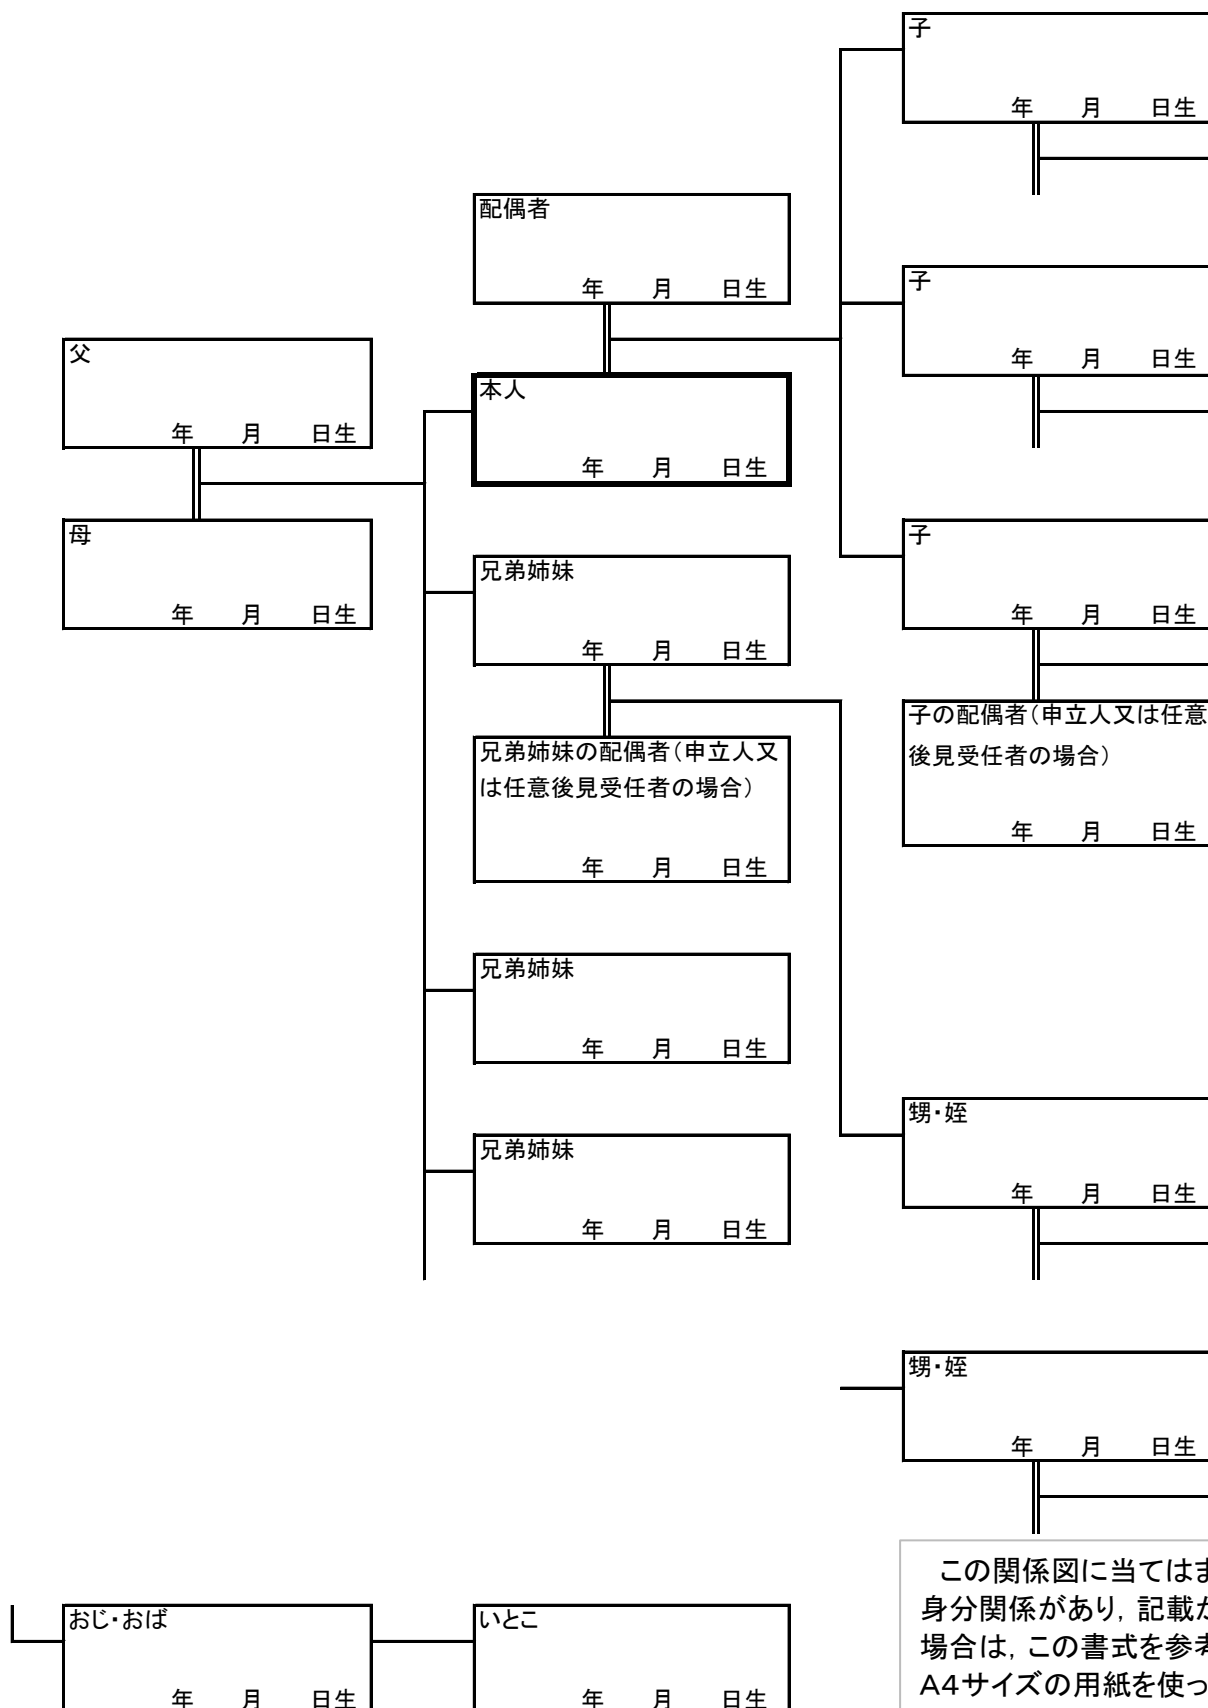 子
年 月 日生
配偶者
年 月 日生
子
年 月 日生
父
年 月 日生
本人
年 月 日生
母
年 月 日生
兄弟姉妹
年 月 日生
子
年 月 日生
兄弟姉妹の配偶者(申立人又
は任意後見受任者の場合)
年 月 日生
子の配偶者(申立人又は任意
後見受任者の場合)
年 月 日生
兄弟姉妹
年 月 日生
兄弟姉妹
年 月 日生
甥・姪
年 月 日生
甥・姪
年 月 日生
おじ・おば
年 月 日生
いとこ
年 月 日生
この関係図に当てはま
身分関係があり,記載が
場合は,この書式を参考
A4サイズの用紙を使っ